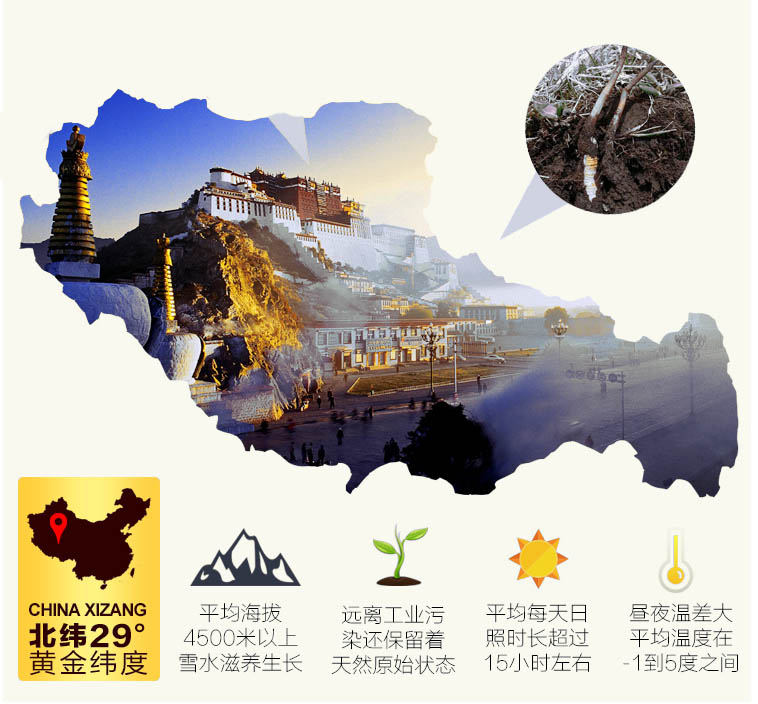 CHINA XIZANG
北纬29°
黄金纬度
平均海拔
4500米以上
雪水滋养生长
远离工业污
染还保留着
天然原始状态
平均每天日
照时长超过
15小时左右
昼夜温差大
平均温度在
-1到5度之间